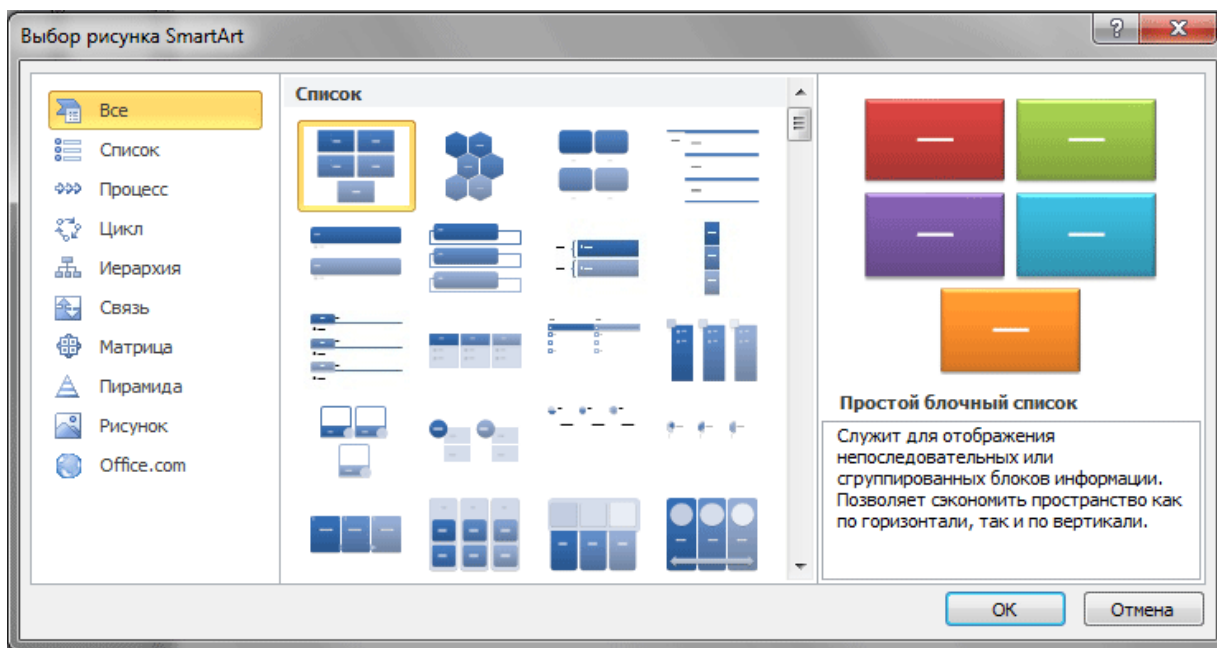 Выбор рисунка SmartArt
Все
Список
Процесс
Цикл
Иерархия
Связь
Матрица
Пирамида
Рисунок
Office.com
Список
Простой блочный список
Служит для отображения
непоследовательных или
сгруппированных блоков информации.
Позволяет сэкономить пространство как
по горизонтали, так и по вертикали.
OK
Отмена